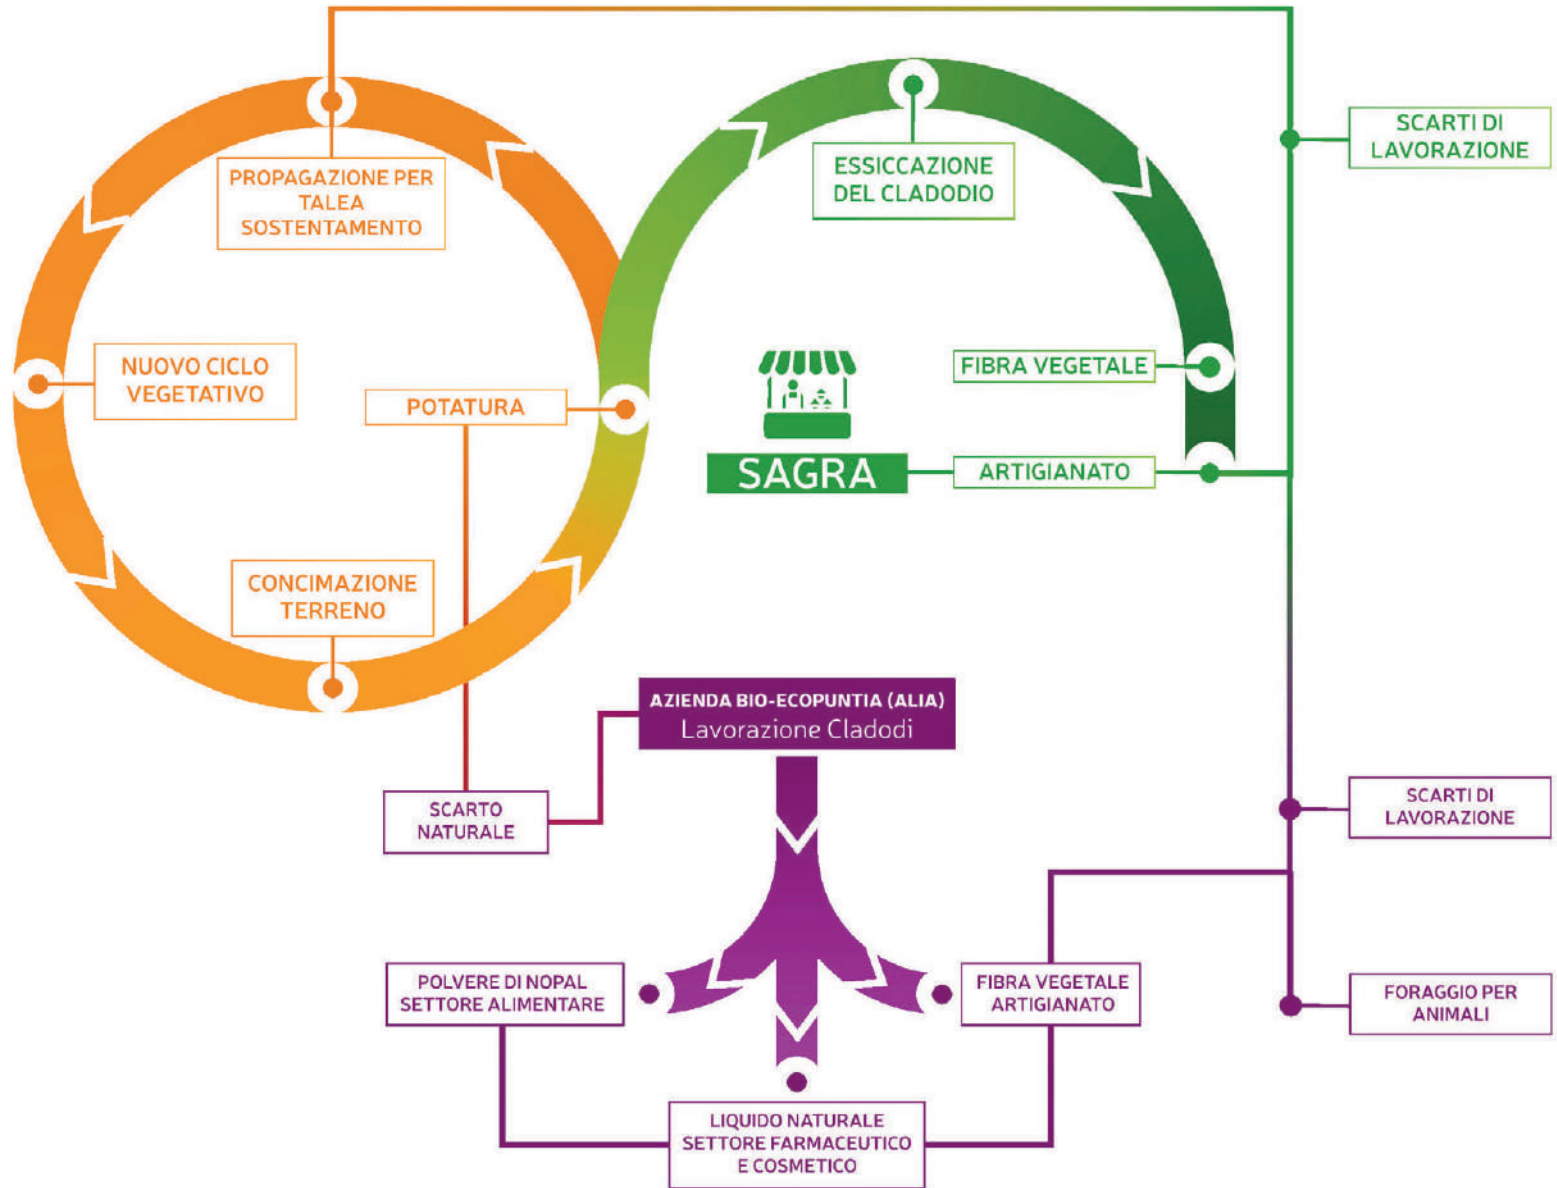 SCARTI DI
LAVORAZIONE
PROPAGAZIONE PER
TALEA
SOSTENTAMENTO
ESSICCAZIONE
DEL CLADODIO
NUOVO CICLO
VEGETATIVO
POTATURA
FIBRA VEGETALE
SAGRA
ARTIGIANATO
CONCIMAZIONE
TERRENO
AZIENDA BIO-ECOPUNTIA (ALIA)
Lavorazione Cladodi
SCARTO
NATURALE
SCARTI DI
LAVORAZIONE
POLVERE DI NOPAL
SETTORE ALIMENTARE
FIBRA VEGETALE
ARTIGIANATO
FORAGGIO PER
ANIMALI
LIQUIDO NATURALE
SETTORE FARMACEUTICO
E COSMETICO